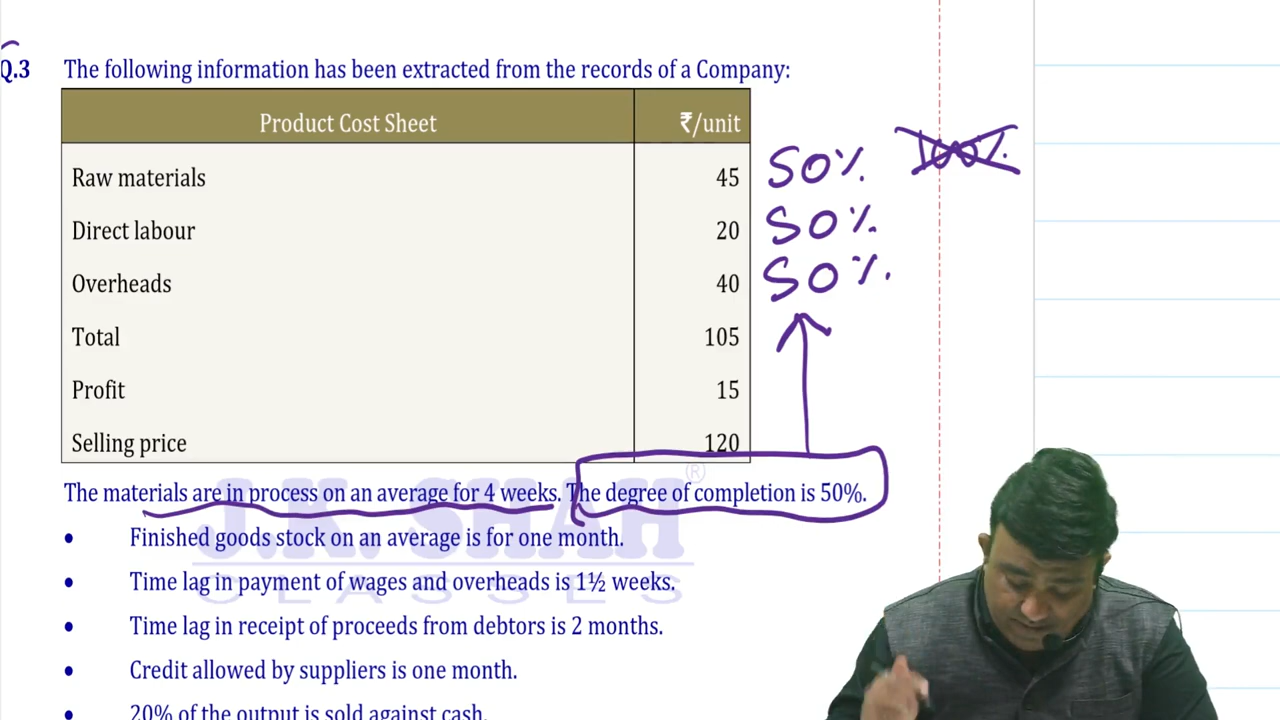 Q.3 The following information has been extracted from the records of a Company:
Product Cost Sheet ₹/unit
Raw materials 45 50% 100%
Direct labour 20 50%
Overheads 40 50%
Total 105
Profit 15
Selling price 120
The materials are in process on an average for 4 weeks. The degree of completion is 50%.
• Finished goods stock on an average is for one month.
• Time lag in payment of wages and overheads is 1½ weeks.
• Time lag in receipt of proceeds from debtors is 2 months.
• Credit allowed by suppliers is one month.
• 20% of the output is sold against cash.
J.K. SHAH ®
CLASSES